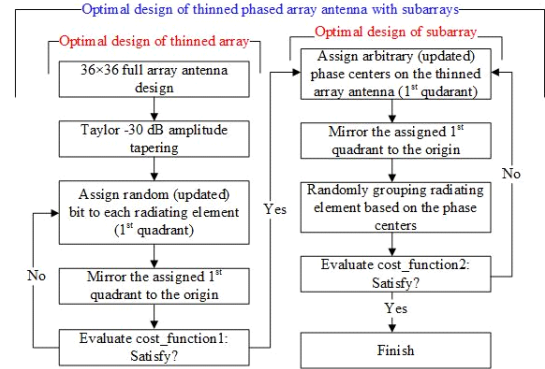 Optimal design of thinned phased array antenna with subarrays
Optimal design of thinned array
36×36 full array antenna
design
Taylor -30 dB amplitude
tapering
Assign random (updated)
bit to each radiating element
(1st quadrant)
No
Mirror the assigned 1st
quadrant to the origin
Evaluate cost_function1:
Satisfy?
Yes
Optimal design of subarray
Assign arbitrary (updated)
phase centers on the thinned
array antenna (1st qudarant)
Mirror the assigned 1st
quadrant to the origin
No
Randomly grouping radiating
element based on the phase
centers
Evaluate cost_function2:
Satisfy?
Yes
Finish